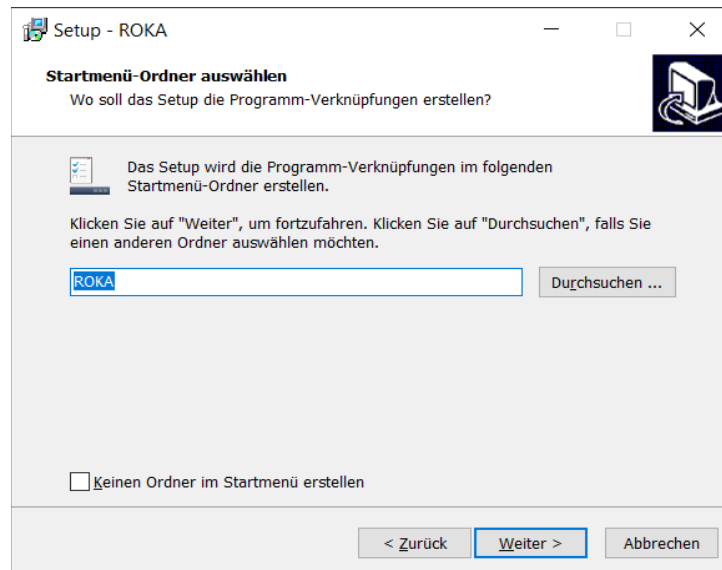 Setup - ROKA
Startmenü-Ordner auswählen
Wo soll das Setup die Programm-Verknüpfungen erstellen?
Das Setup wird die Programm-Verknüpfungen im folgenden
Startmenü-Ordner erstellen.
Klicken Sie auf "Weiter", um fortzufahren. Klicken Sie auf "Durchsuchen", falls Sie
einen anderen Ordner auswählen möchten.
ROKA
Durchsuchen ...
Keinen Ordner im Startmenü erstellen
< Zurück
Weiter >
Abbrechen